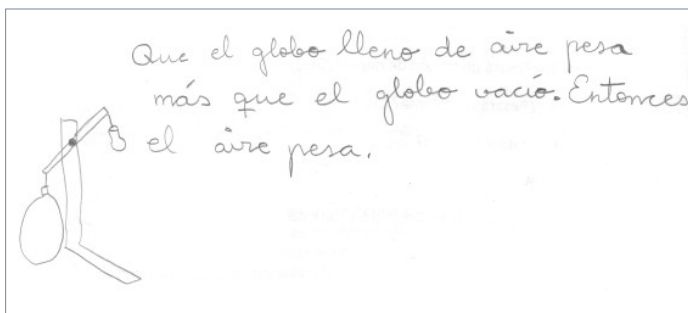 Que el globo lleno de aire pesa
más que el globo vacío. Entonces
el aire pesa.